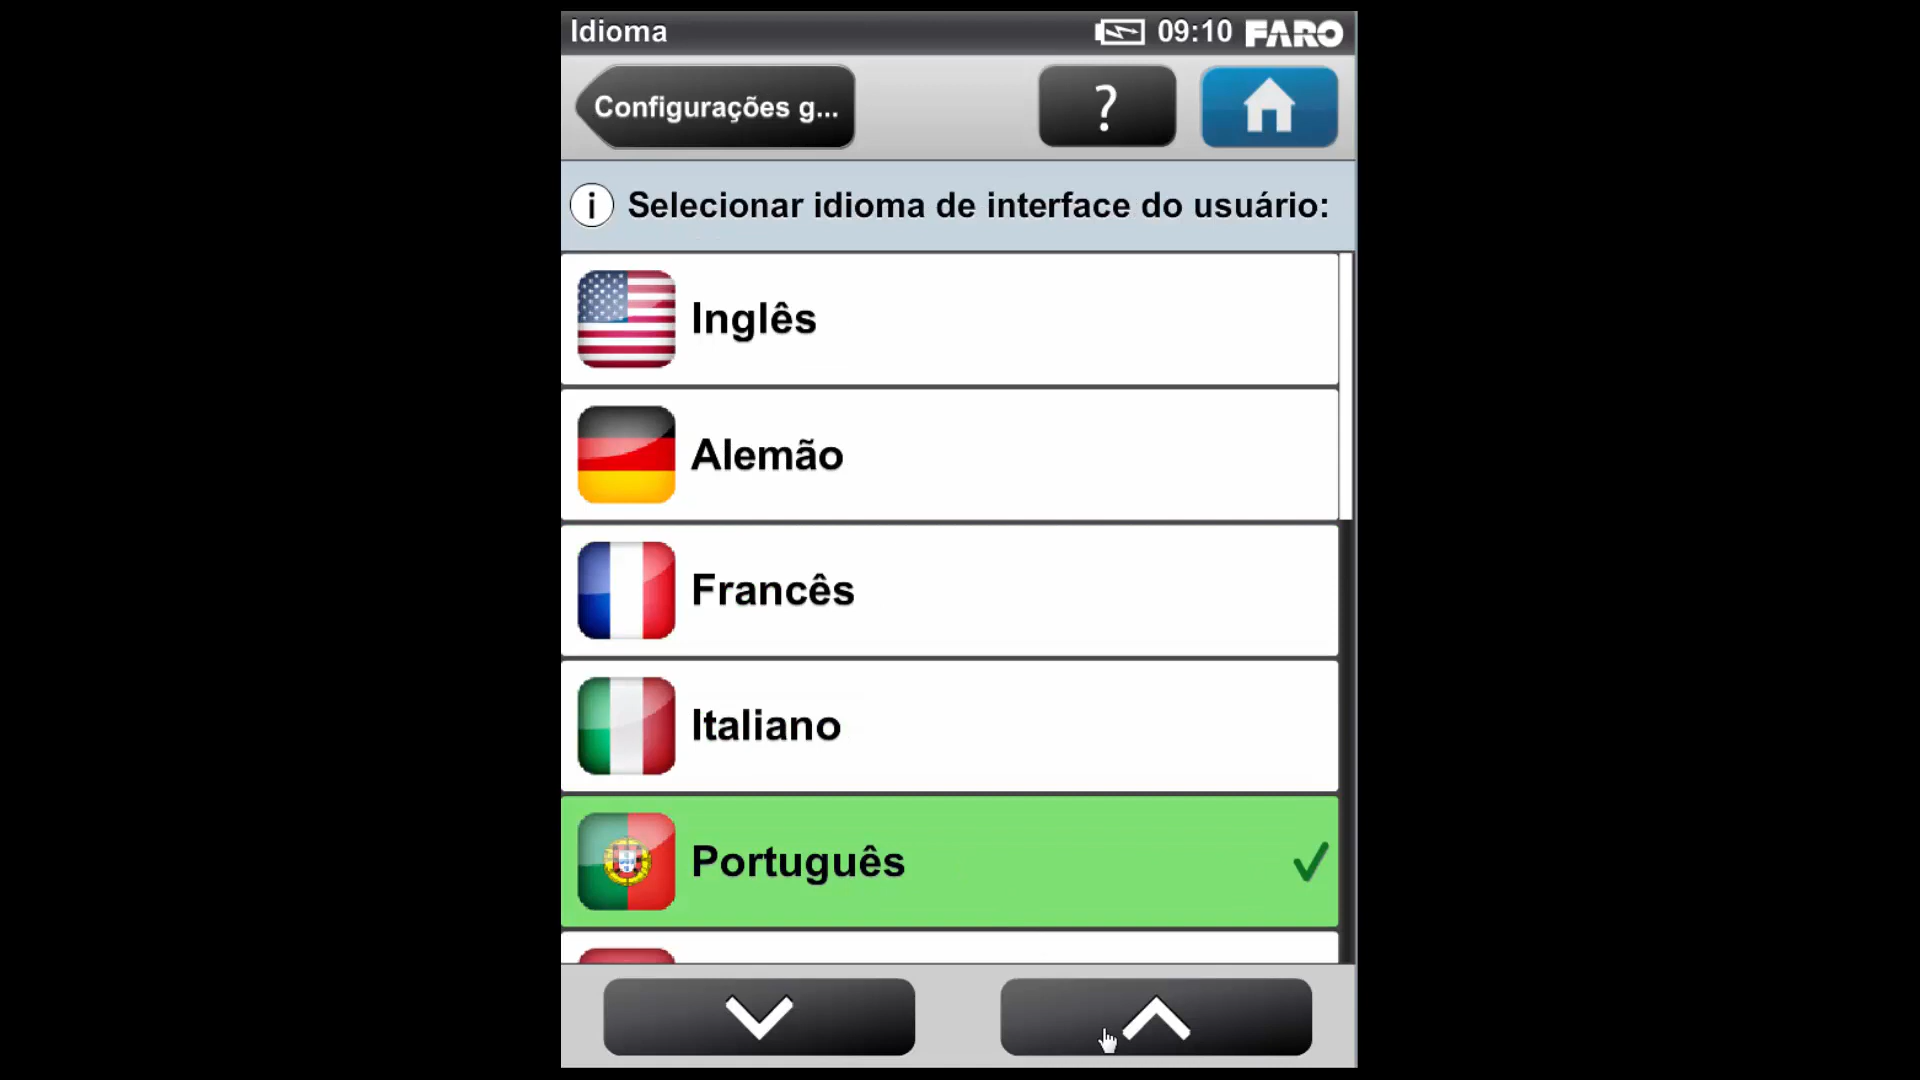 Idioma
09:10 FARO
Configurações g...
?
i Selecionar idioma de interface do usuário:
Inglês
Alemão
Francês
Italiano
Português